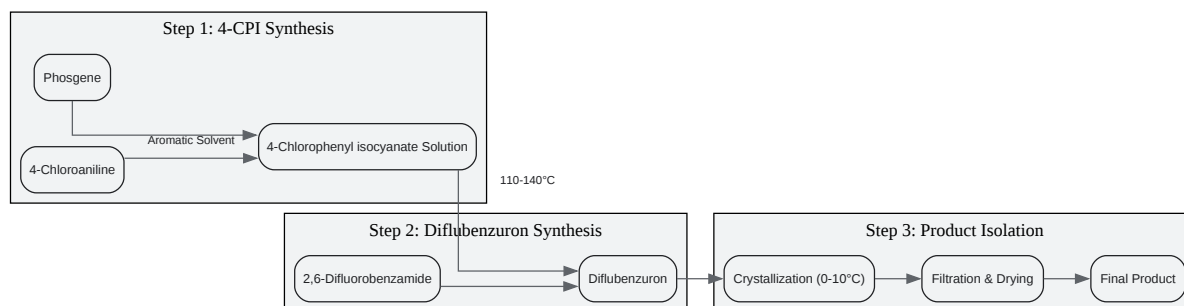 Step 1: 4-CPI Synthesis
Phosgene
Aromatic Solvent
4-Chlorophenyl isocyanate Solution
4-Chloroaniline
110-140°C
Step 2: Diflubenzuron Synthesis
2,6-Difluorobenzamide
Diflubenzuron
Step 3: Product Isolation
Crystallization (0-10°C)
Filtration & Drying
Final Product